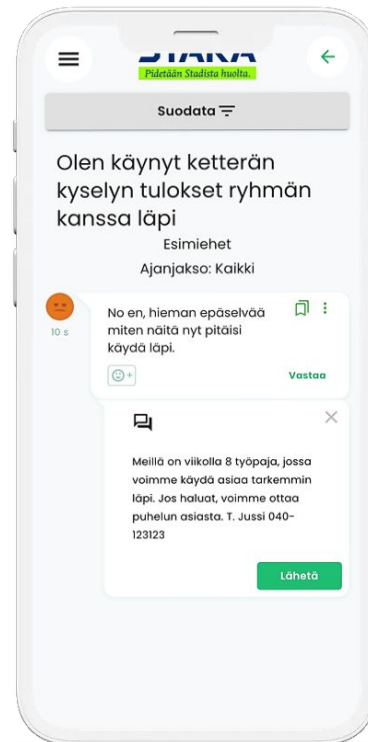 Pidetään Stadista huolta.
Suodata
Olen käynyt ketterän
kyselyn tulokset ryhmän
kanssa läpi
Esimiehet
Ajanjakso: Kaikki
No en, hieman epäselvää
miten näitä nyt pitäisi
käydä läpi.
10 s
Vastaa
Meillä on viikolla 8 työpaja, jossa
voimme käydä asiaa tarkemmin
läpi. Jos haluat, voimme ottaa
puhelun asiasta. T. Jussi 040-
123123
Lähetä